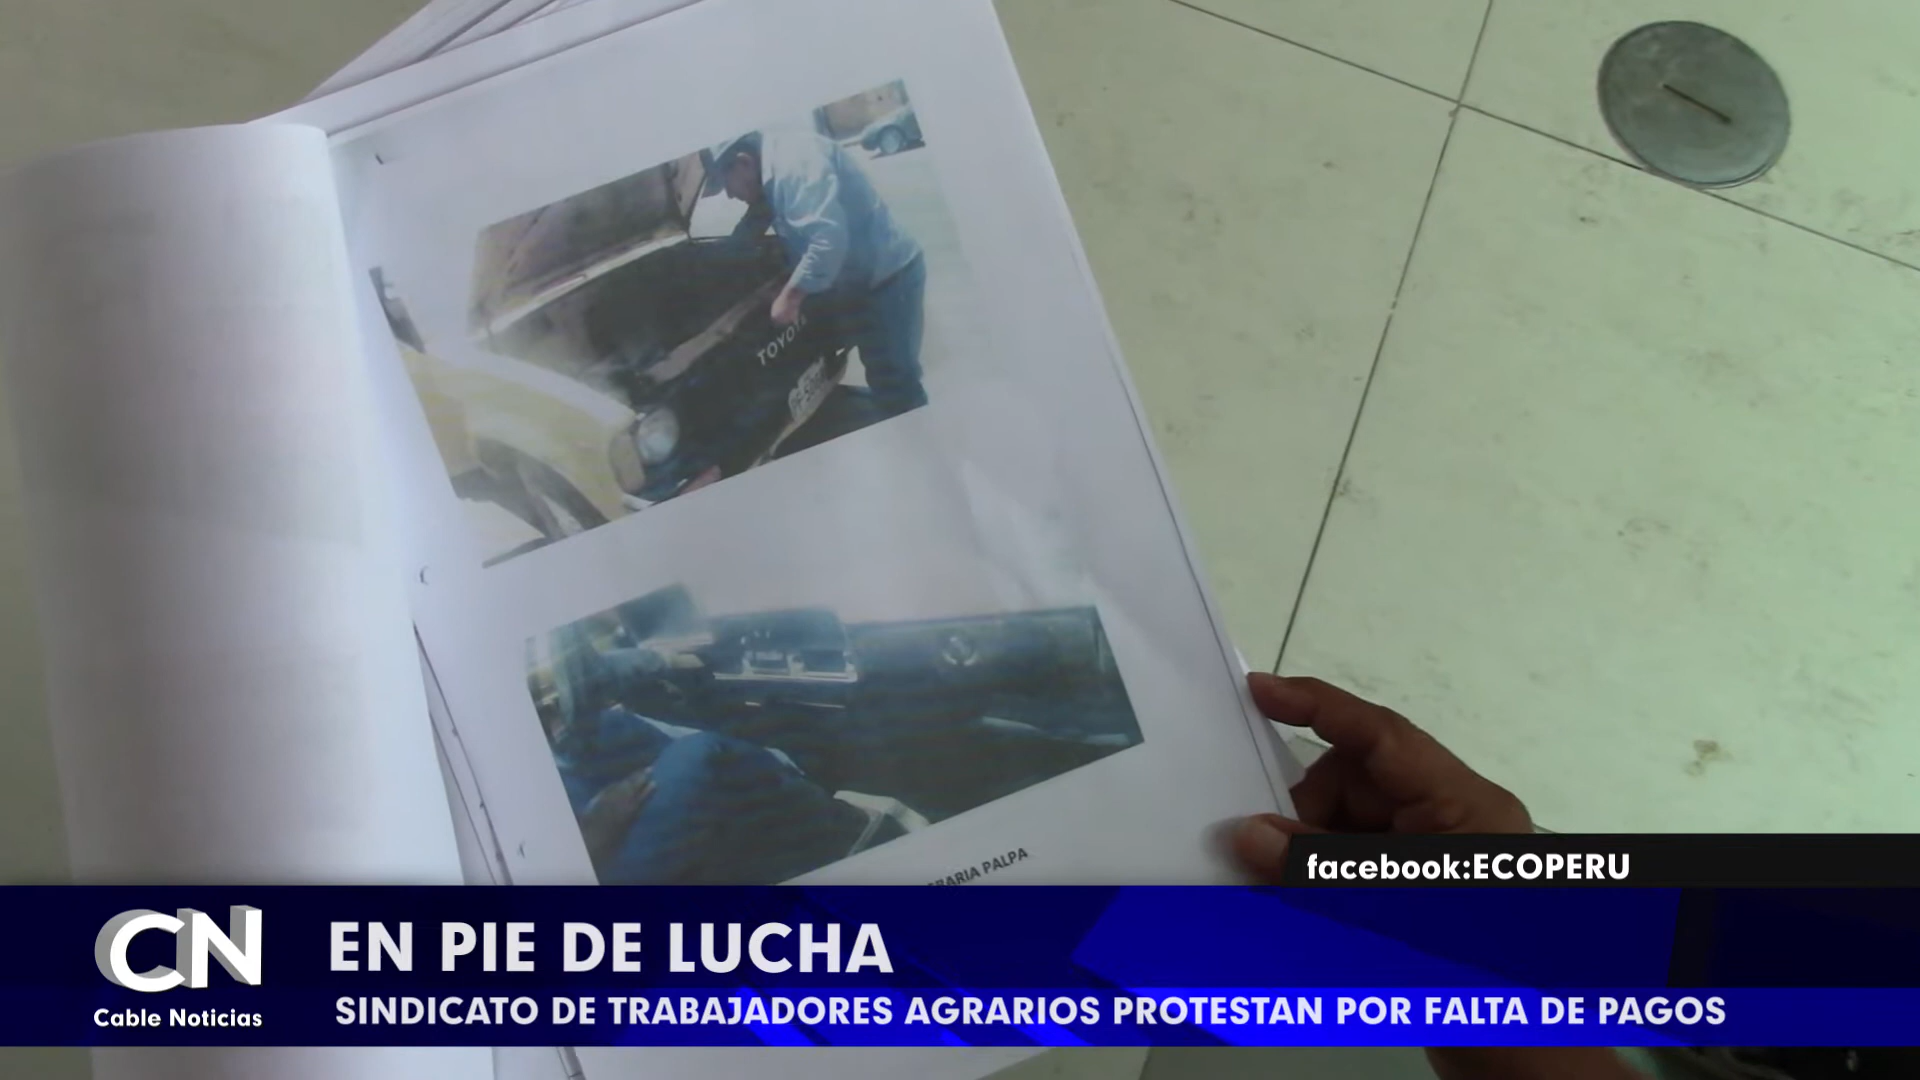 TOYOTA
PALPA
facebook:ECOPERU
CN
EN PIE DE LUCHA
Cable Noticias
SINDICATO DE TRABAJADORES AGRARIOS PROTESTAN POR FALTA DE PAGOS